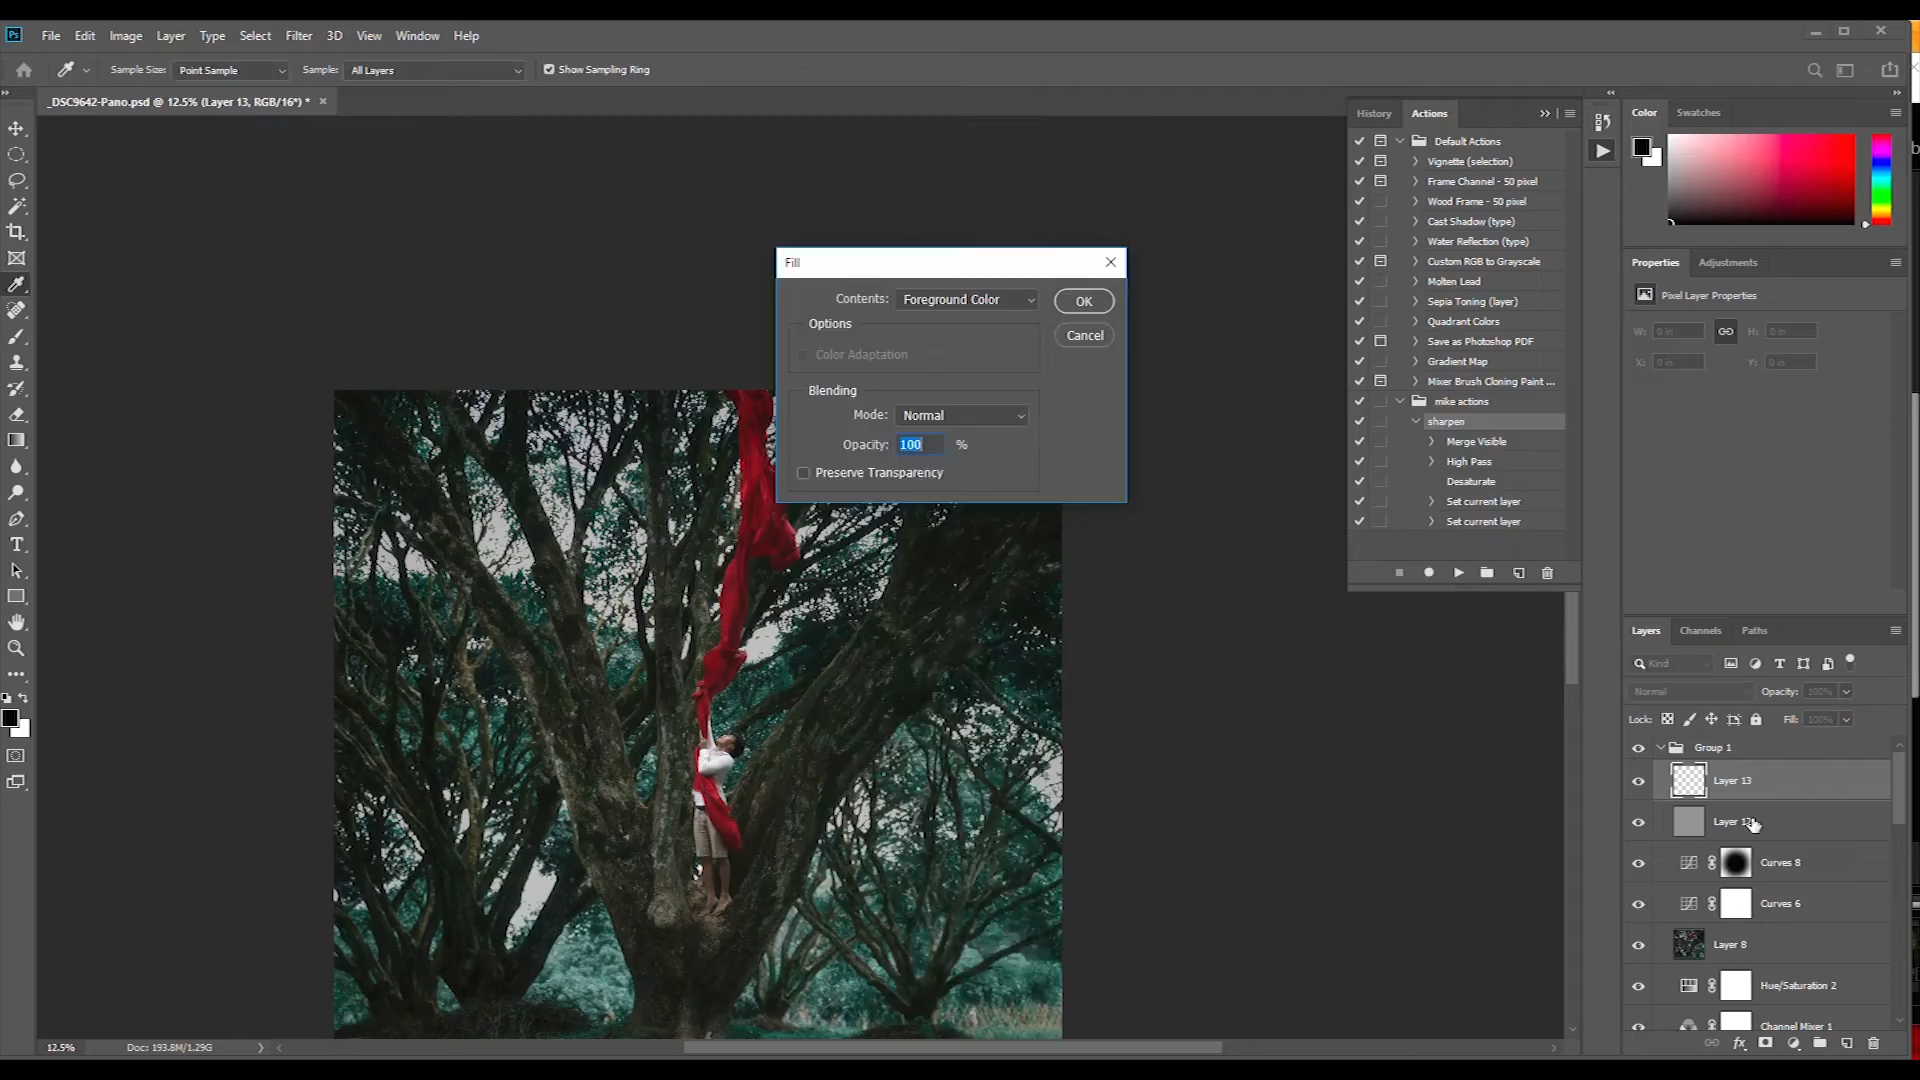 Ps File Edit Image Layer Type Select Filter 3D View Window Help
Sample Size: Point Sample Sample: All Layers Show Sampling Ring
_DSC9642-Pano.psd @ 12.5% (Layer 13, RGB/16*) *
History Actions
Default Actions
Vignette (selection)
Frame Channel - 50 pixel
Wood Frame - 50 pixel
Cast Shadow (type)
Water Reflection (type)
Custom RGB to Grayscale
Molten Lead
Sepia Toning (layer)
Quadrant Colors
Save as Photoshop PDF
Gradient Map
Mixer Brush Cloning Paint ...
mike actions
sharpen
Merge Visible
High Pass
Desaturate
Set current layer
Set current layer
Fill
Contents: Foreground Color OK
Options
Cancel
Color Adaptation
Blending
Mode: Normal
Opacity: 100 %
Preserve Transparency
Color Swatches
Properties Adjustments
Pixel Layer Properties
W: 0 in H: 0 in
X: 0 in Y: 0 in
Layers Channels Paths
Kind
Normal Opacity: 100%
Lock: Fill: 100%
Group 1
Layer 13
Layer 12
Curves 8
Curves 6
Layer 8
Hue/Saturation 2
Channel Mixer 1
12.5% Doc: 193.8M/1.29G